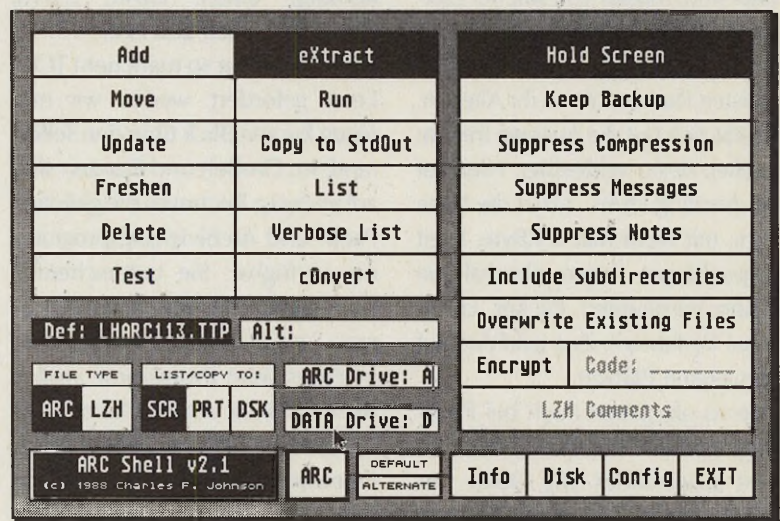 Add eXtract
Move Run
Update Copy to StdOut
Freshen List
Delete Verbose List
Test cOnvert
Def: LHARC113.TTP Alt:
FILE TYPE LIST/COPY TO: ARC Drive: A
ARC LZH SCR PRT DSK
DATA Drive: D
Hold Screen
Keep Backup
Suppress Compression
Suppress Messages
Suppress Notes
Include Subdirectories
Overwrite Existing Files
Encrypt Code: ________
LZH Comments
ARC Shell v2.1
(c) 1988 Charles F. Johnson
ARC
DEFAULT
ALTERNATE
Info Disk Config EXIT